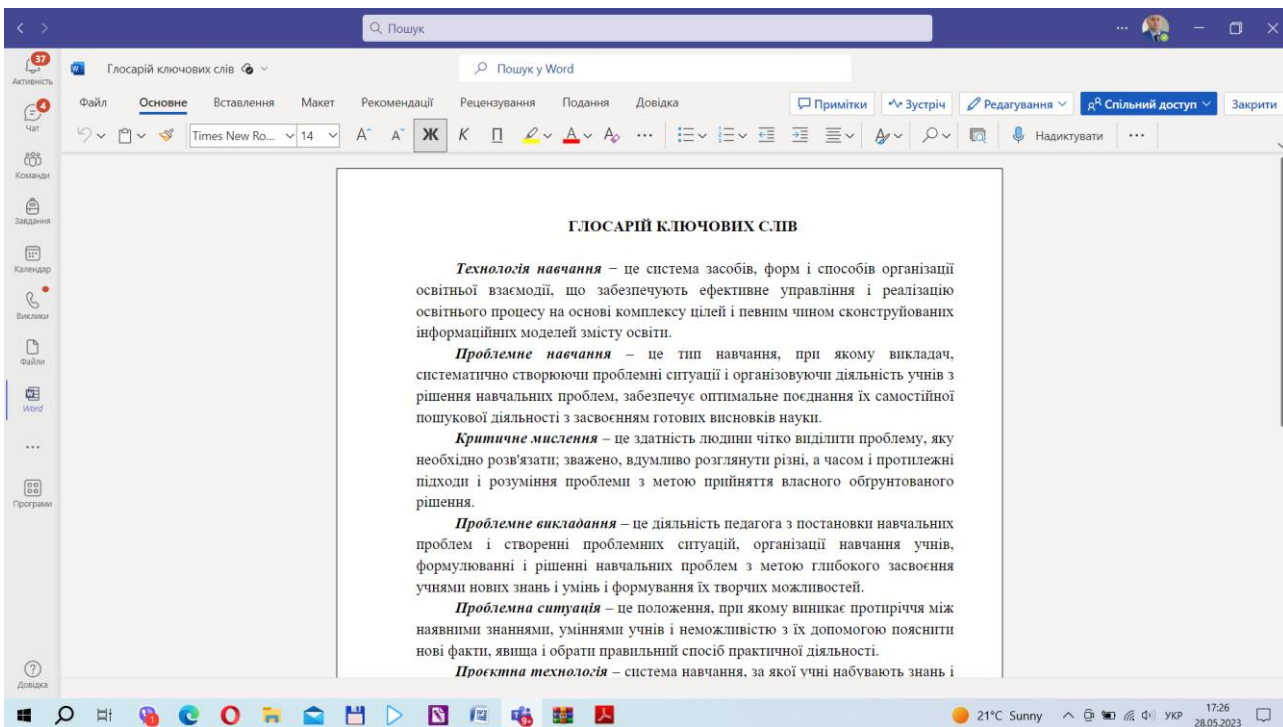 Пошук
37
Активність
Глосарій ключових слів
Пошук у Word
Файл Основне Вставлення Макет Рекомендації Рецензування Подання Довідка Примітки Зустріч Редагування Спільний доступ Закрити
4
Чат
Times New Ro... 14 А А Ж К П А А Надиктувати
Команди
Завдання
Календар
Виклики
Файли
Word
Програми
Довідка
ГЛОСАРІЙ КЛЮЧОВИХ СЛІВ
Технологія навчання – це система засобів, форм і способів організації
освітньої взаємодії, що забезпечують ефективне управління і реалізацію
освітнього процесу на основі комплексу цілей і певним чином сконструйованих
інформаційних моделей змісту освіти.
Проблемне навчання – це тип навчання, при якому викладач,
систематично створюючи проблемні ситуації і організовуючи діяльність учнів з
рішення навчальних проблем, забезпечує оптимальне поєднання їх самостійної
пошукової діяльності з засвоєнням готових висновків науки.
Критичне мислення – це здатність людини чітко виділити проблему, яку
необхідно розв'язати; зважено, вдумливо розглянути різні, а часом і протилежні
підходи і розуміння проблеми з метою прийняття власного обґрунтованого
рішення.
Проблемне викладання – це діяльність педагога з постановки навчальних
проблем і створенні проблемних ситуацій, організації навчання учнів,
формулюванні і рішенні навчальних проблем з метою глибокого засвоєння
учнями нових знань і умінь і формування їх творчих можливостей.
Проблемна ситуація – це положення, при якому виникає протиріччя між
наявними знаннями, уміннями учнів і неможливістю з їх допомогою пояснити
нові факти, явища і обрати правильний спосіб практичної діяльності.
Проєктна технологія – система навчання, за якої учні набувають знань і
21°C Sunny УКР 17:26
28.05.2023